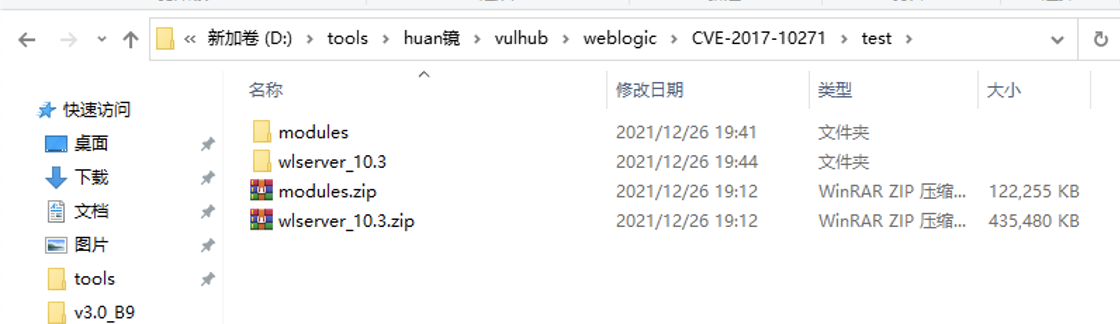 « 新加卷 (D:) › tools › huan镜 › vulhub › weblogic › CVE-2017-10271 › test ›
名称 修改日期 类型 大小
快速访问
桌面
下载
文档
图片
tools
v3.0_B9
modules 2021/12/26 19:41 文件夹
wlserver_10.3 2021/12/26 19:44 文件夹
modules.zip 2021/12/26 19:12 WinRAR ZIP 压缩... 122,255 KB
wlserver_10.3.zip 2021/12/26 19:12 WinRAR ZIP 压缩... 435,480 KB